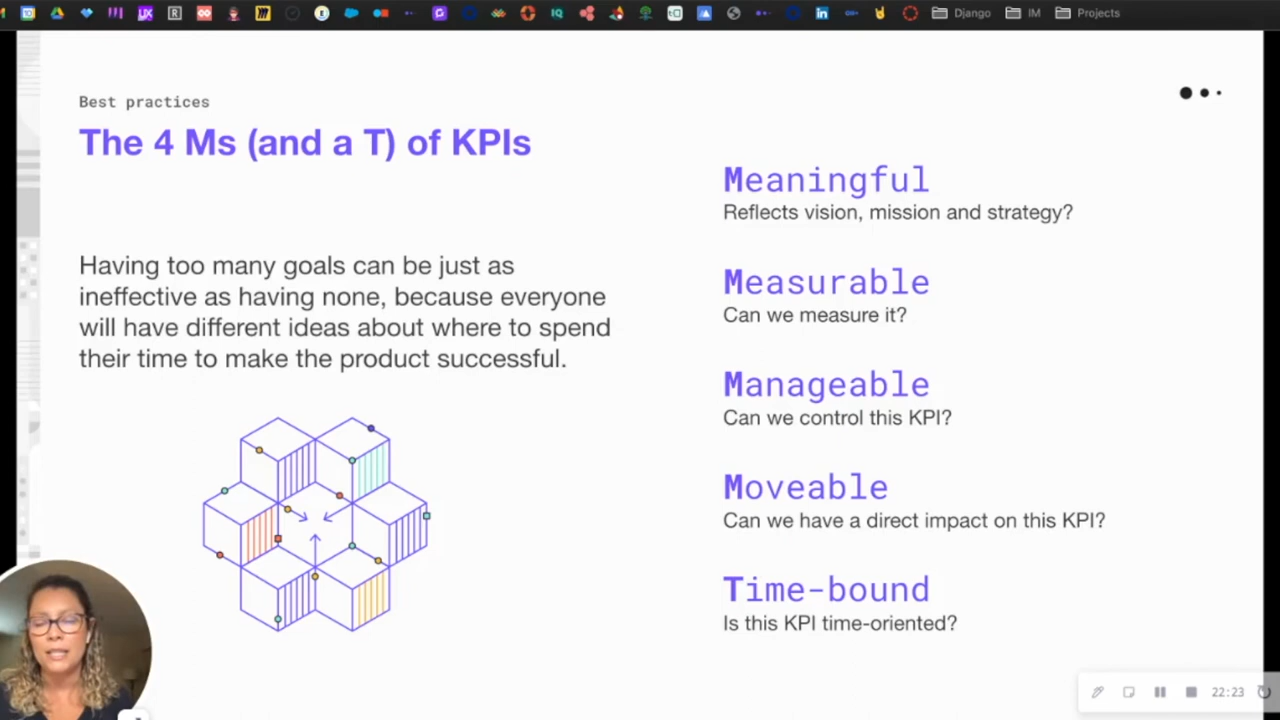 Django
IM
Projects
Best practices
The 4 Ms (and a T) of KPIs
Having too many goals can be just as
ineffective as having none, because everyone
will have different ideas about where to spend
their time to make the product successful.
Meaningful
Reflects vision, mission and strategy?
Measurable
Can we measure it?
Manageable
Can we control this KPI?
Moveable
Can we have a direct impact on this KPI?
Time-bound
Is this KPI time-oriented?
22:23